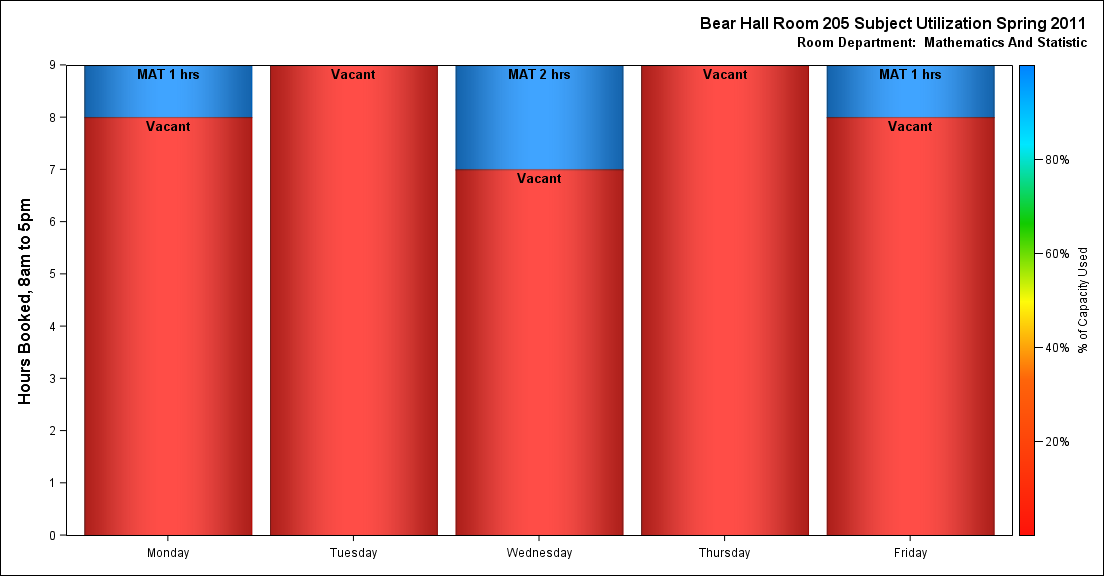 Bear Hall Room 205 Subject Utilization Spring 2011
Room Department:  Mathematics And Statistic
Hours Booked, 8am to 5pm
9
8
7
6
5
4
3
2
1
0
MAT 1 hrs
Vacant
Vacant
MAT 2 hrs
Vacant
Vacant
MAT 1 hrs
Vacant
Monday
Tuesday
Wednesday
Thursday
Friday
80%
60%
40%
20%
% of Capacity Used